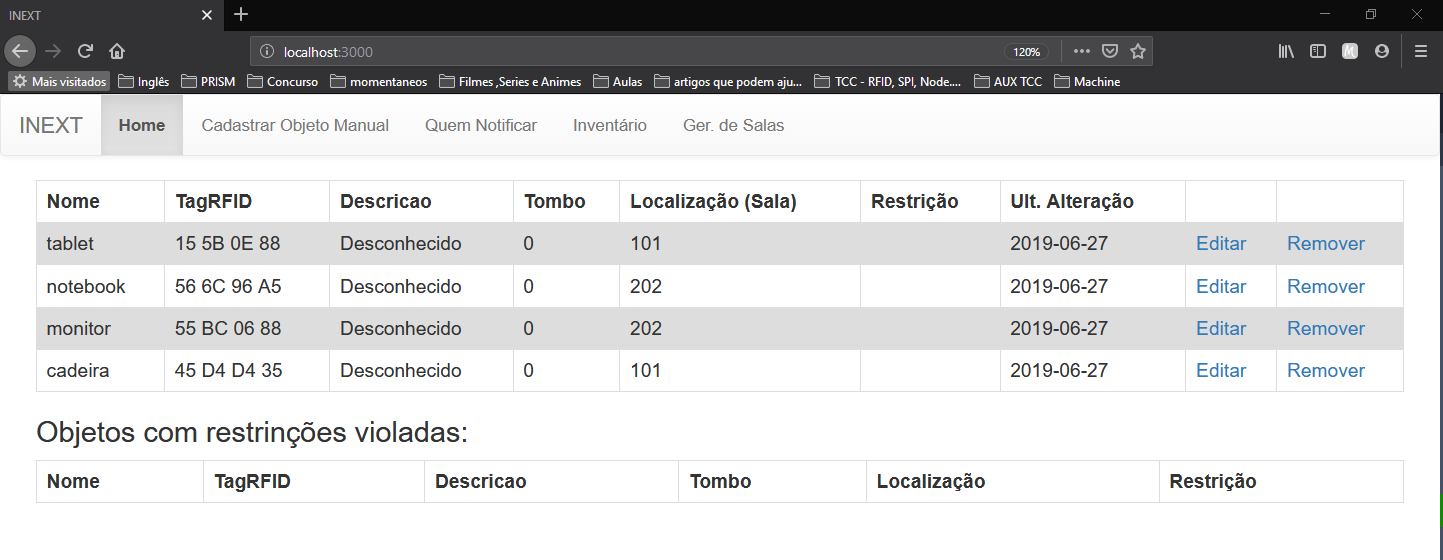 INEXT
localhost:3000 120%
Mais visitados Inglês PRISM Concurso momentaneos Filmes ,Series e Animes Aulas artigos que podem aju... TCC - RFID, SPI, Node.... AUX TCC Machine
INEXT Home Cadastrar Objeto Manual Quem Notificar Inventário Ger. de Salas
Nome TagRFID Descricao Tombo Localização (Sala) Restrição Ult. Alteração
tablet 15 5B 0E 88 Desconhecido 0 101 2019-06-27 Editar Remover
notebook 56 6C 96 A5 Desconhecido 0 202 2019-06-27 Editar Remover
monitor 55 BC 06 88 Desconhecido 0 202 2019-06-27 Editar Remover
cadeira 45 D4 D4 35 Desconhecido 0 101 2019-06-27 Editar Remover
Objetos com restrinções violadas:
Nome TagRFID Descricao Tombo Localização Restrição